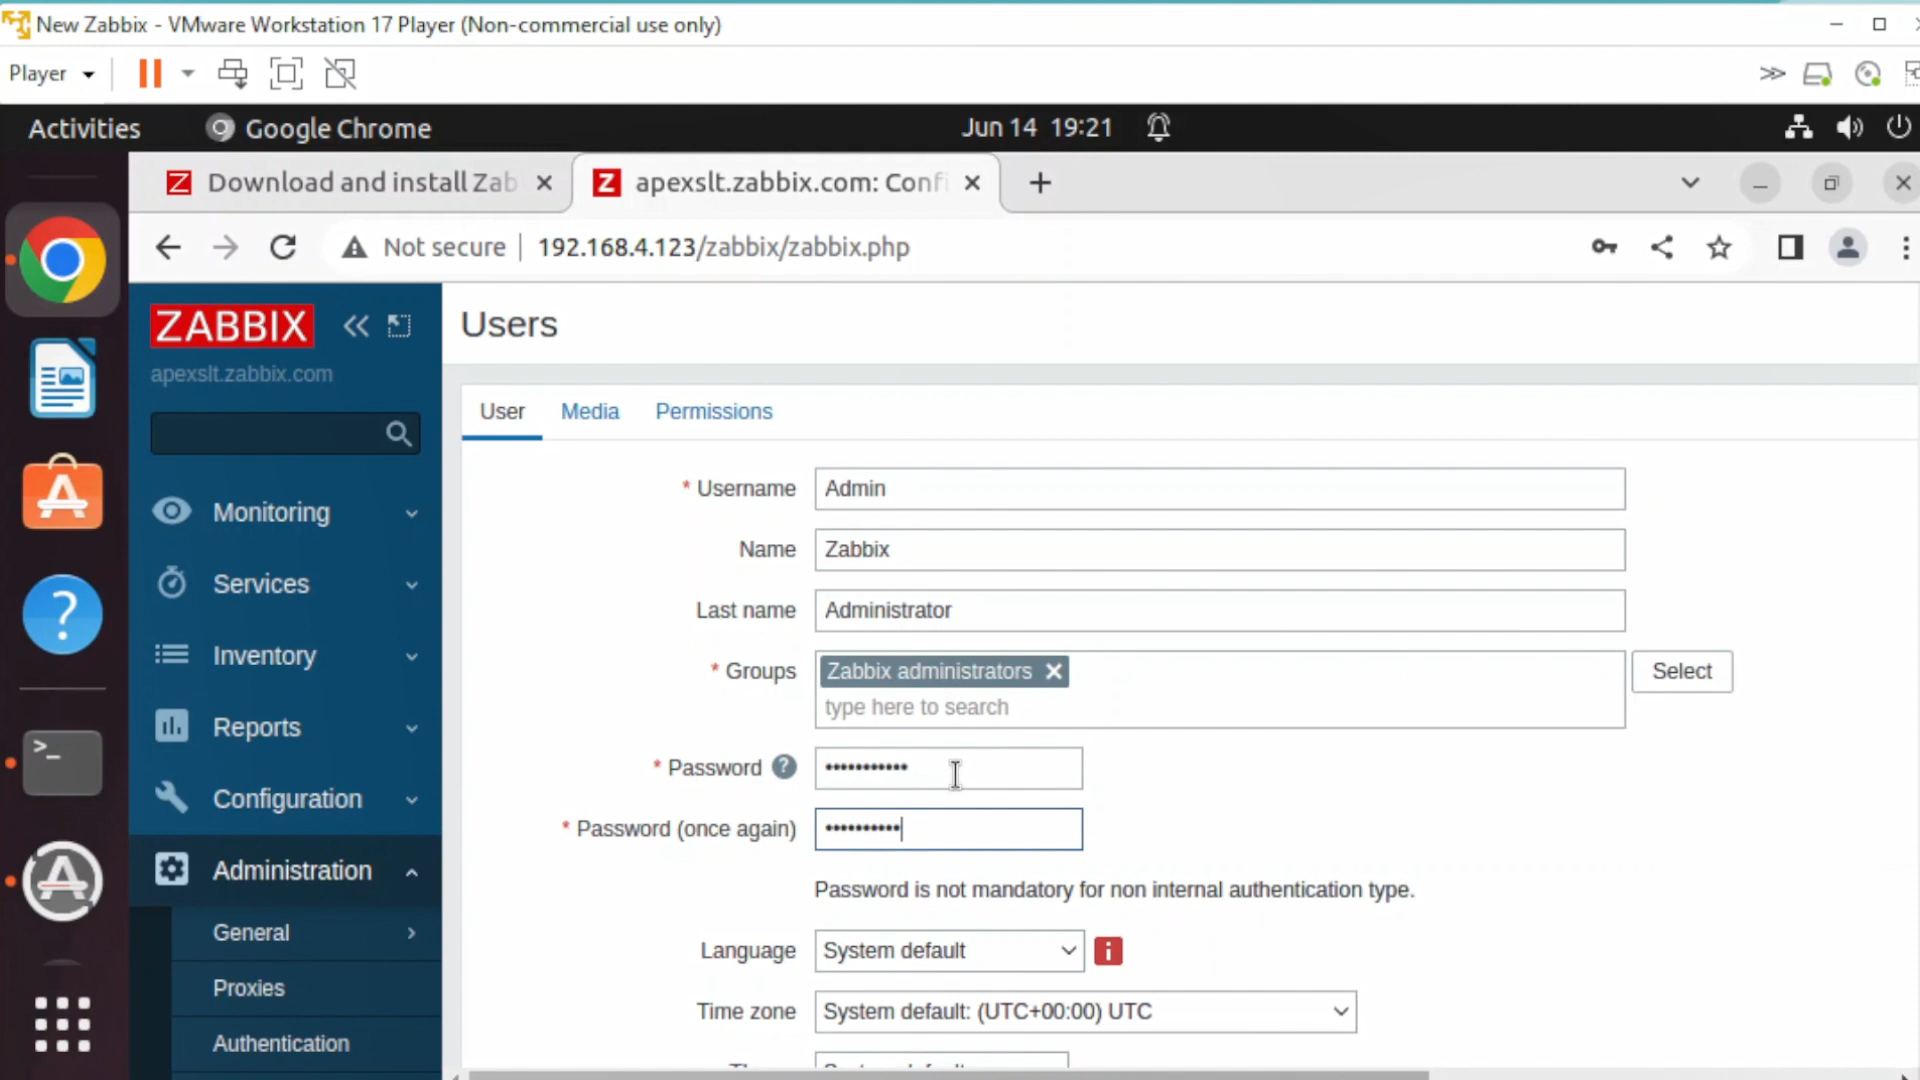 New Zabbix - VMware Workstation 17 Player (Non-commercial use only)
Player
Activities Google Chrome Jun 14 19:21
Download and install Zab apexslt.zabbix.com: Confi
Not secure 192.168.4.123/zabbix/zabbix.php
ZABBIX
apexslt.zabbix.com
Monitoring
Services
Inventory
Reports
Configuration
Administration
General
Proxies
Authentication
Users
User Media Permissions
* Username Admin
Name Zabbix
Last name Administrator
* Groups Zabbix administrators Select
type here to search
* Password ? •••••••••••
* Password (once again) ••••••••••
Password is not mandatory for non internal authentication type.
Language System default i
Time zone System default: (UTC+00:00) UTC